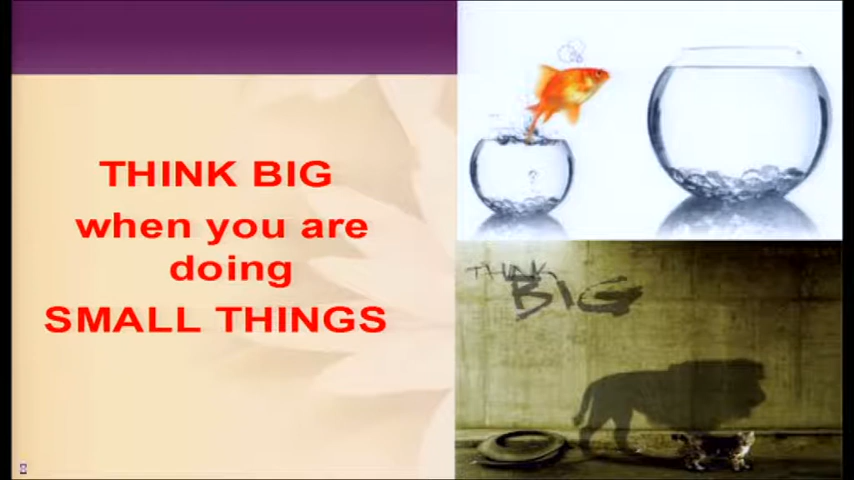 THINK BIG
when you are
doing
SMALL THINGS
THINK
BIG